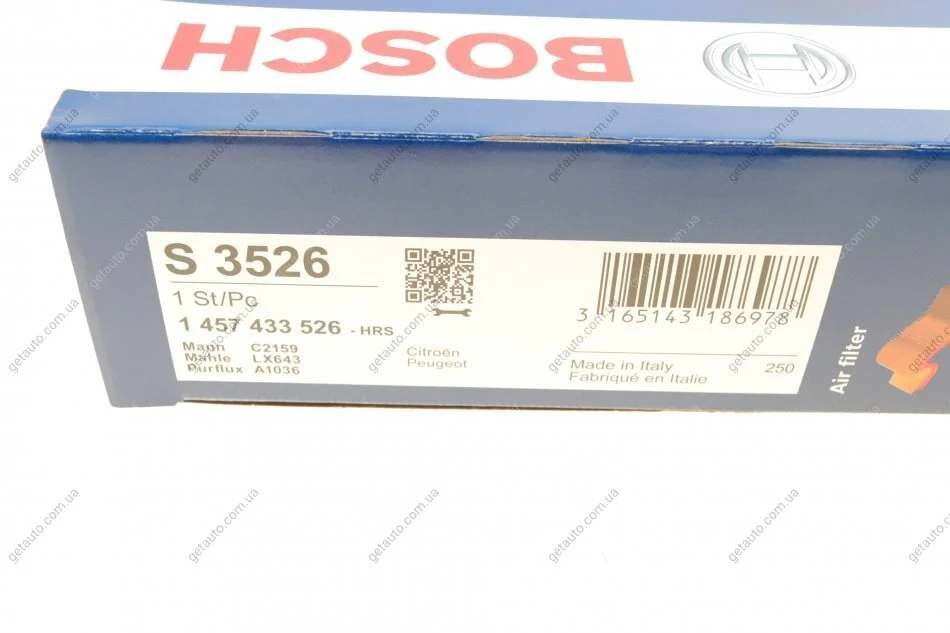 BOSCH
S 3526
1 St/Pc
1 457 433 526 - HRS
Mann C2159
Mahle LX643
Purflux A1036
Citroën
Peugeot
3 165143 186978
Made in Italy
Fabriqué en Italie
250
Air filter
getauto.com.ua